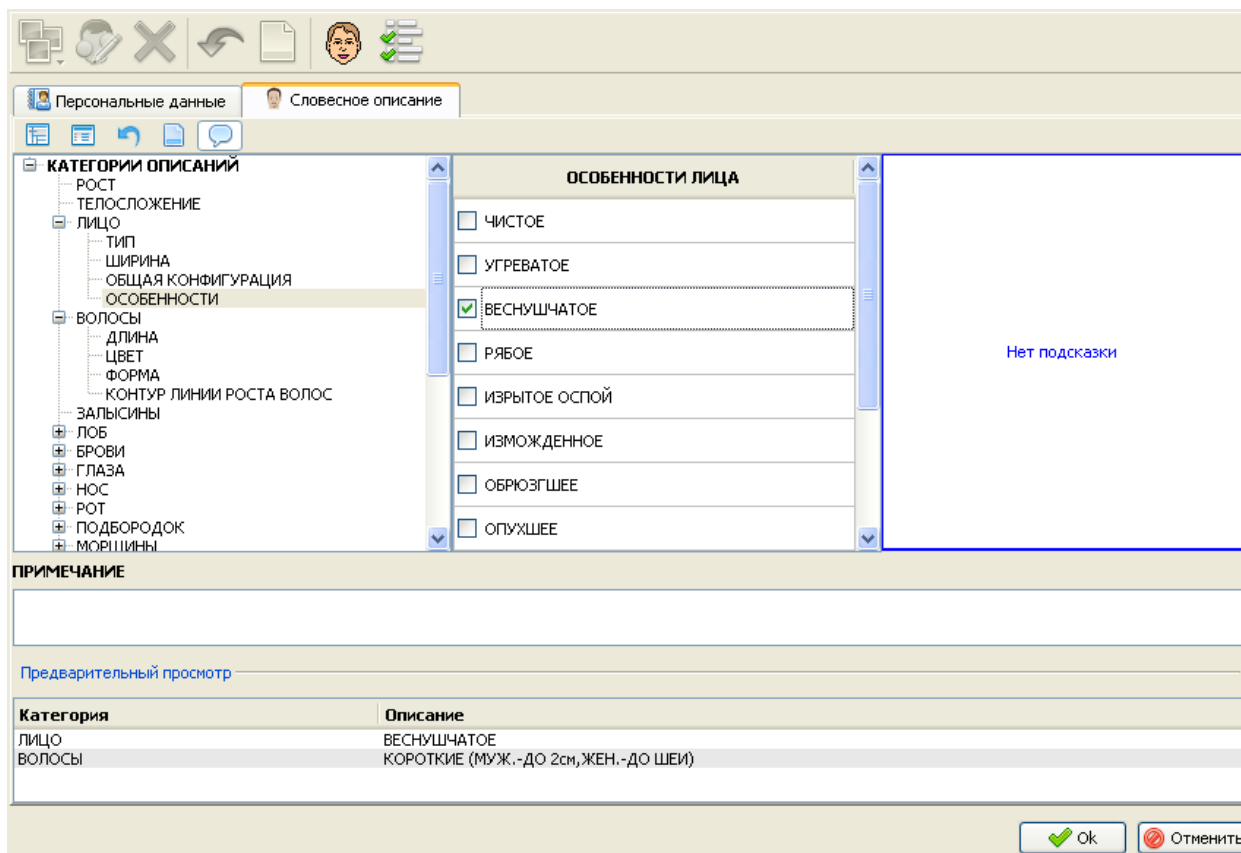 Персональные данные
Словесное описание
КАТЕГОРИИ ОПИСАНИЙ
РОСТ
ТЕЛОСЛОЖЕНИЕ
ЛИЦО
ТИП
ШИРИНА
ОБЩАЯ КОНФИГУРАЦИЯ
ОСОБЕННОСТИ
ВОЛОСЫ
ДЛИНА
ЦВЕТ
ФОРМА
КОНТУР ЛИНИИ РОСТА ВОЛОС
ЗАЛЫСИНЫ
ЛОБ
БРОВИ
ГЛАЗА
НОС
РОТ
ПОДБОРОДОК
МОРЩИНЫ
ОСОБЕННОСТИ ЛИЦА
ЧИСТОЕ
УГРЕВАТОЕ
ВЕСНУШЧАТОЕ
РЯБОЕ
ИЗРЫТОЕ ОСПОЙ
ИЗМОЖДЕННОЕ
ОБРЮЗГШЕЕ
ОПУХШЕЕ
Нет подсказки
ПРИМЕЧАНИЕ
Предварительный просмотр
Категория Описание
ЛИЦО ВЕСНУШЧАТОЕ
ВОЛОСЫ КОРОТКИЕ (МУЖ.-ДО 2см,ЖЕН.-ДО ШЕИ)
Ok Отменить